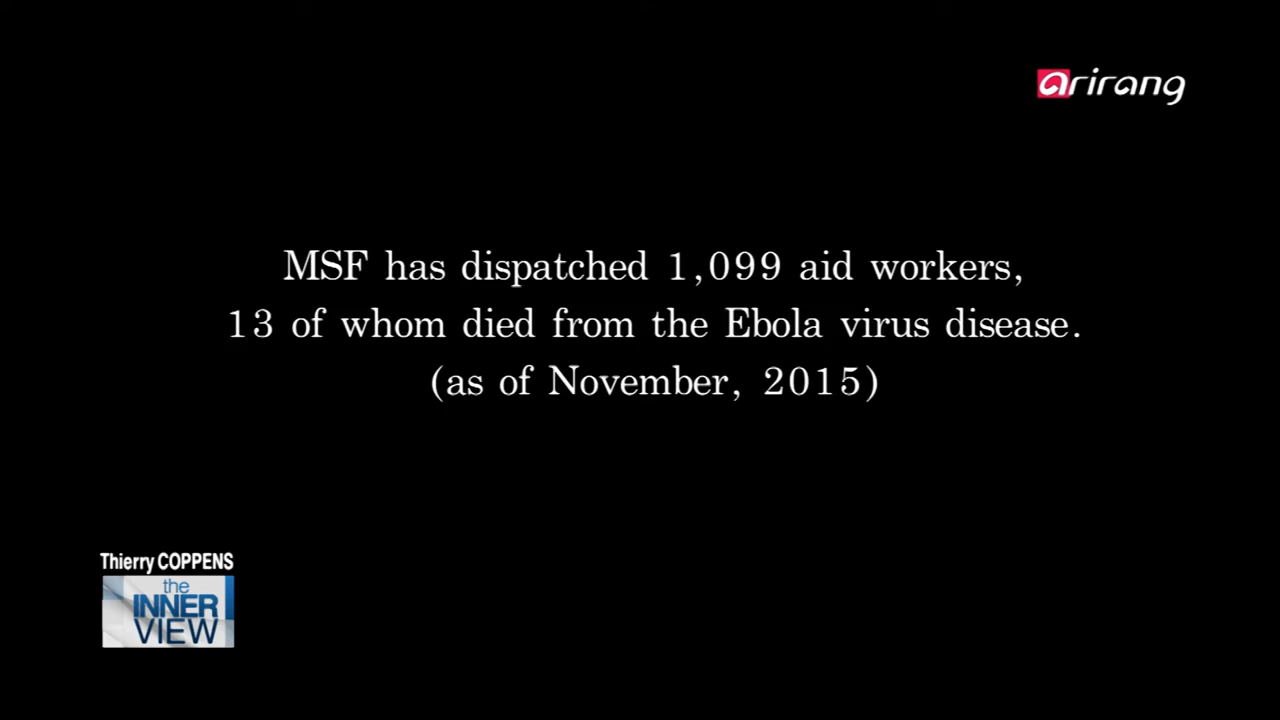 arirang
MSF has dispatched 1,099 aid workers,
13 of whom died from the Ebola virus disease.
(as of November, 2015)
Thierry COPPENS
the
INNER
VIEW